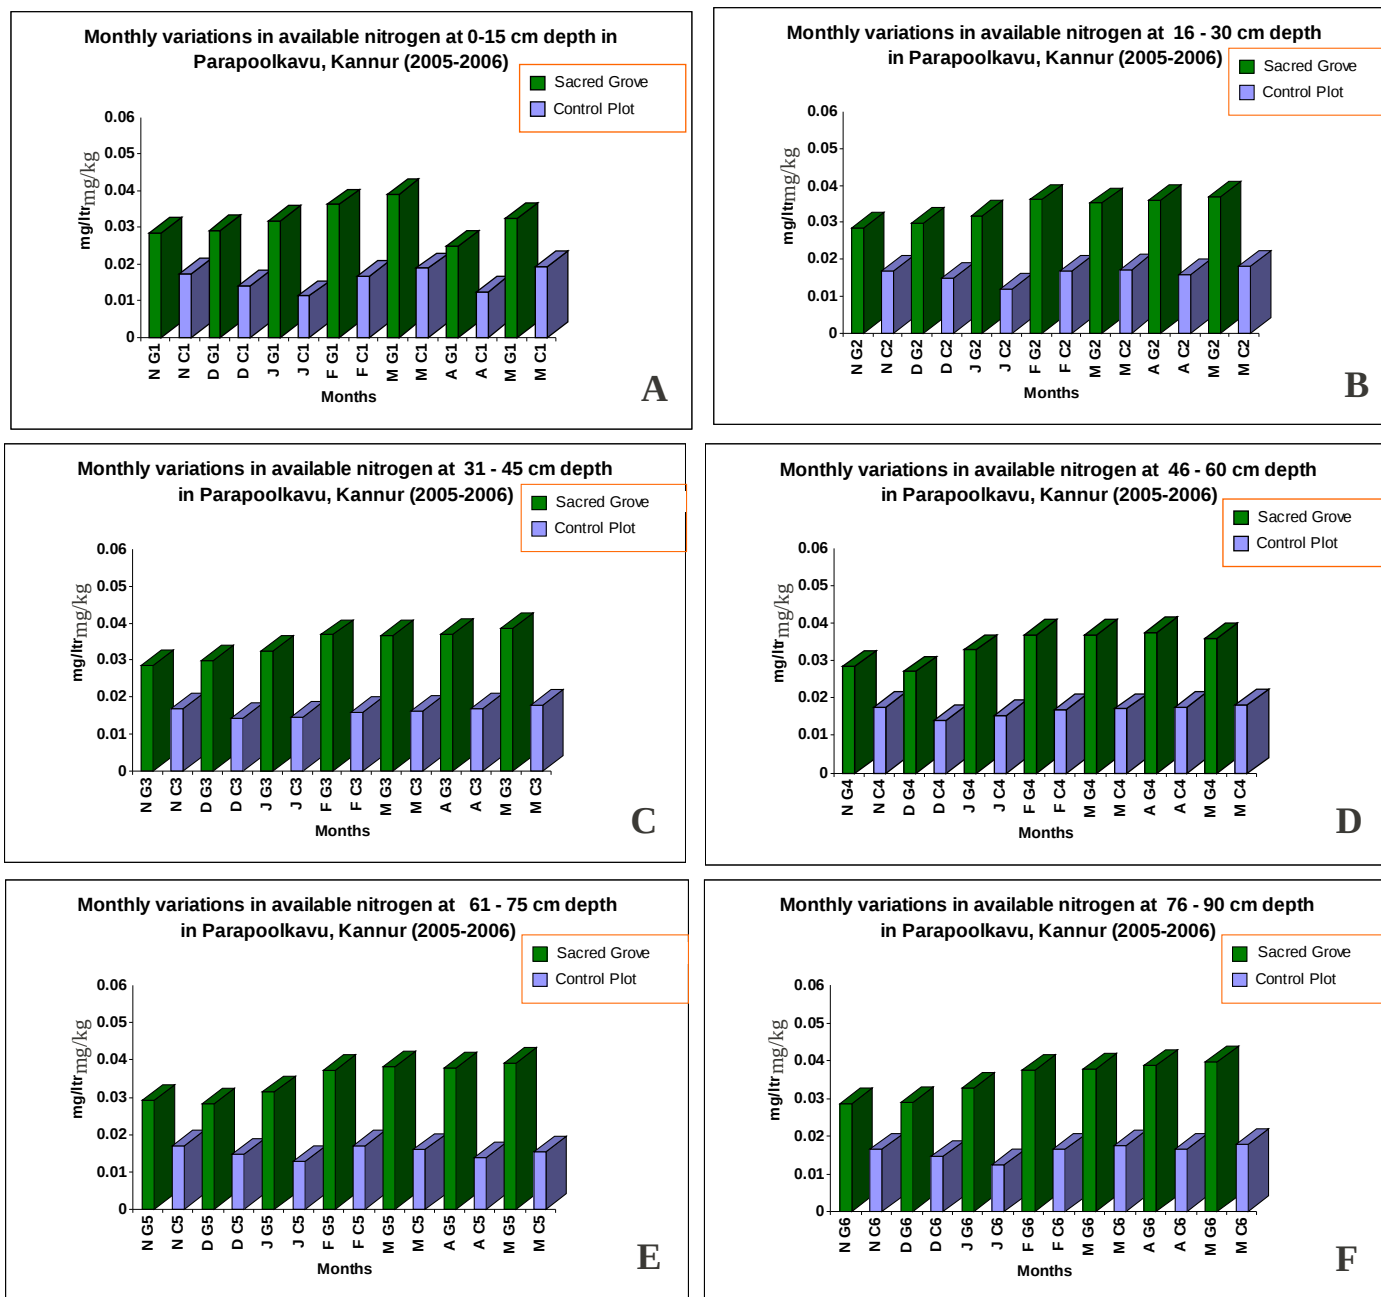 Monthly variations in available nitrogen at 0-15 cm depth in
Parapoolkavu, Kannur (2005-2006)
Sacred Grove
Control Plot
mg/ltrmg/kg
0.06
0.05
0.04
0.03
0.02
0.01
0
N G1
N C1
D G1
D C1
J G1
J C1
F G1
F C1
M G1
M C1
A G1
A C1
M G1
M C1
Months
A
Monthly variations in available nitrogen at 16 - 30 cm depth
in Parapoolkavu, Kannur (2005-2006)
Sacred Grove
Control Plot
mg/ltrmg/kg
0.06
0.05
0.04
0.03
0.02
0.01
0
N G2
N C2
D G2
D C2
J G2
J C2
F G2
F C2
M G2
M C2
A G2
A C2
M G2
M C2
Months
B
Monthly variations in available nitrogen at 31 - 45 cm depth
in Parapoolkavu, Kannur (2005-2006)
Sacred Grove
Control Plot
mg/ltrmg/kg
0.06
0.05
0.04
0.03
0.02
0.01
0
N G3
N C3
D G3
D C3
J G3
J C3
F G3
F C3
M G3
M C3
A G3
A C3
M G3
M C3
Months
C
Monthly variations in available nitrogen at 46 - 60 cm depth
in Parapoolkavu, Kannur (2005-2006)
Sacred Grove
Control Plot
mg/ltrmg/kg
0.06
0.05
0.04
0.03
0.02
0.01
0
N G4
N C4
D G4
D C4
J G4
J C4
F G4
F C4
M G4
M C4
A G4
A C4
M G4
M C4
Months
D
Monthly variations in available nitrogen at 61 - 75 cm depth
in Parapoolkavu, Kannur (2005-2006)
Sacred Grove
Control Plot
mg/ltrmg/kg
0.06
0.05
0.04
0.03
0.02
0.01
0
N G5
N C5
D G5
D C5
J G5
J C5
F G5
F C5
M G5
M C5
A G5
A C5
M G5
M C5
Months
E
Monthly variations in available nitrogen at 76 - 90 cm depth
in Parapoolkavu, Kannur (2005-2006)
Sacred Grove
Control Plot
mg/ltrmg/kg
0.06
0.05
0.04
0.03
0.02
0.01
0
N G6
N C6
D G6
D C6
J G6
J C6
F G6
F C6
M G6
M C6
A G6
A C6
M G6
M C6
Months
F